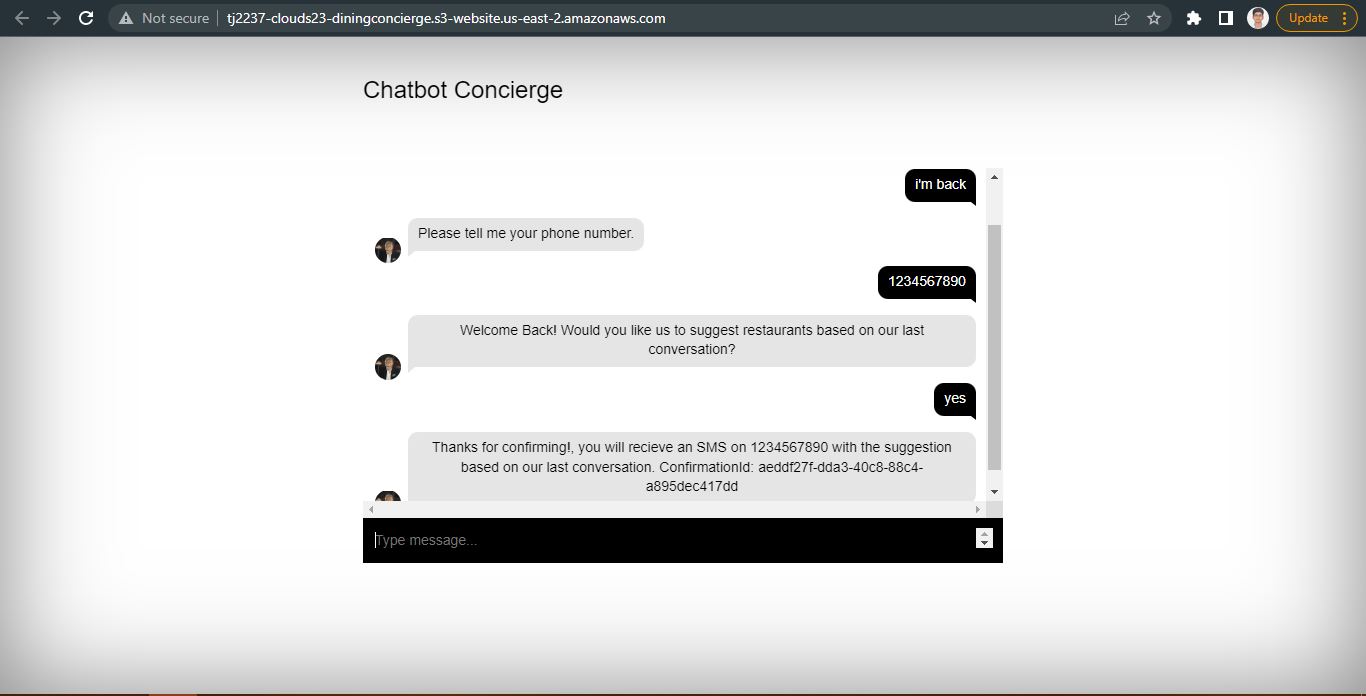 Not secure
tj2237-clouds23-diningconcierge.s3-website.us-east-2.amazonaws.com
Update
Chatbot Concierge
i'm back
Please tell me your phone number.
1234567890
Welcome Back! Would you like us to suggest restaurants based on our last
conversation?
yes
Thanks for confirming!, you will recieve an SMS on 1234567890 with the suggestion
based on our last conversation. ConfirmationId: aeddf27f-dda3-40c8-88c4-
a895dec417dd
Type message...